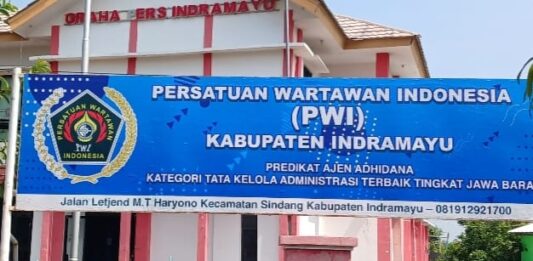 GRAHA PERS INDRAMAYU
PERSATUAN WARTAWAN INDONESIA
(PWI)
KABUPATEN INDRAMAYU
PREDIKAT AJEN ADHIDANA
KATEGORI TATA KELOLA ADMINISTRASI TERBAIK TINGKAT JAWA BARA
Jalan Letjend M.T Haryono Kecamatan Sindang Kabupaten Indramayu – 081912921700
PERSATUAN WARTAWAN
PWI
INDONESIA